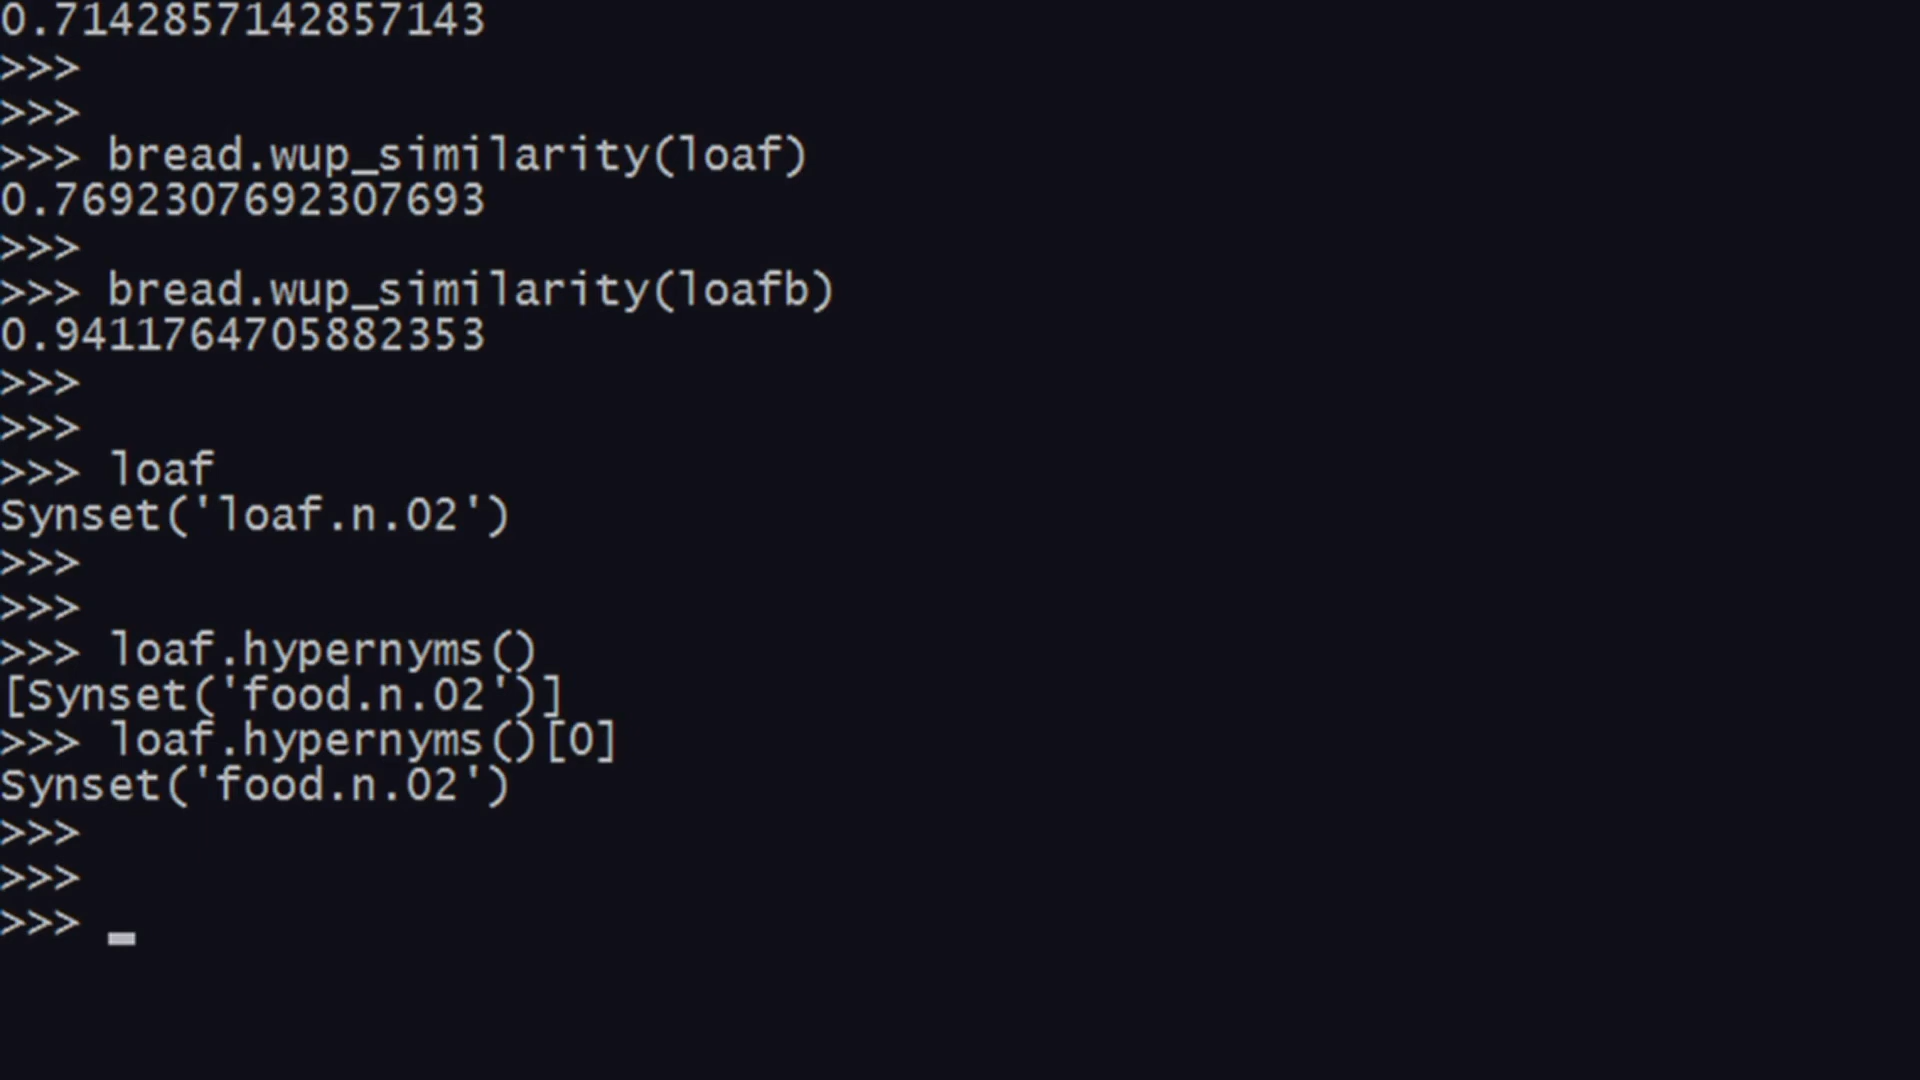 0.7142857142857143
>>>
>>>
>>> bread.wup_similarity(loaf)
0.7692307692307693
>>>
>>> bread.wup_similarity(loafb)
0.9411764705882353
>>>
>>>
>>> loaf
Synset('loaf.n.02')
>>>
>>>
>>> loaf.hypernyms()
[Synset('food.n.02')]
>>> loaf.hypernyms()[0]
Synset('food.n.02')
>>>
>>>
>>> _